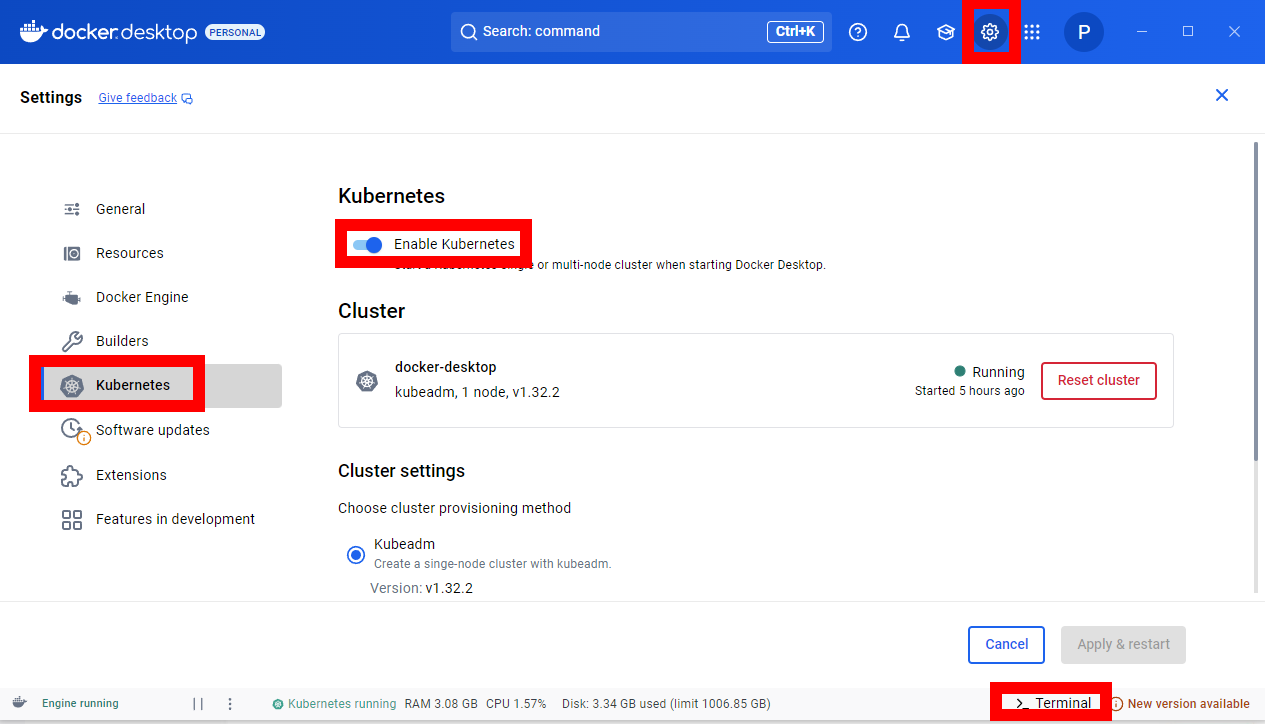 docker.desktop PERSONAL
Search: command
Ctrl+K
P
Settings
Give feedback
General
Resources
Docker Engine
Builders
Kubernetes
Software updates
Extensions
Features in development
Kubernetes
Enable Kubernetes
Start a Kubernetes single or multi-node cluster when starting Docker Desktop.
Cluster
docker-desktop
kubeadm, 1 node, v1.32.2
Running
Started 5 hours ago
Reset cluster
Cluster settings
Choose cluster provisioning method
Kubeadm
Create a singe-node cluster with kubeadm.
Version: v1.32.2
Cancel
Apply & restart
Engine running
Kubernetes running RAM 3.08 GB CPU 1.57% Disk: 3.34 GB used (limit 1006.85 GB)
>_ Terminal
New version available